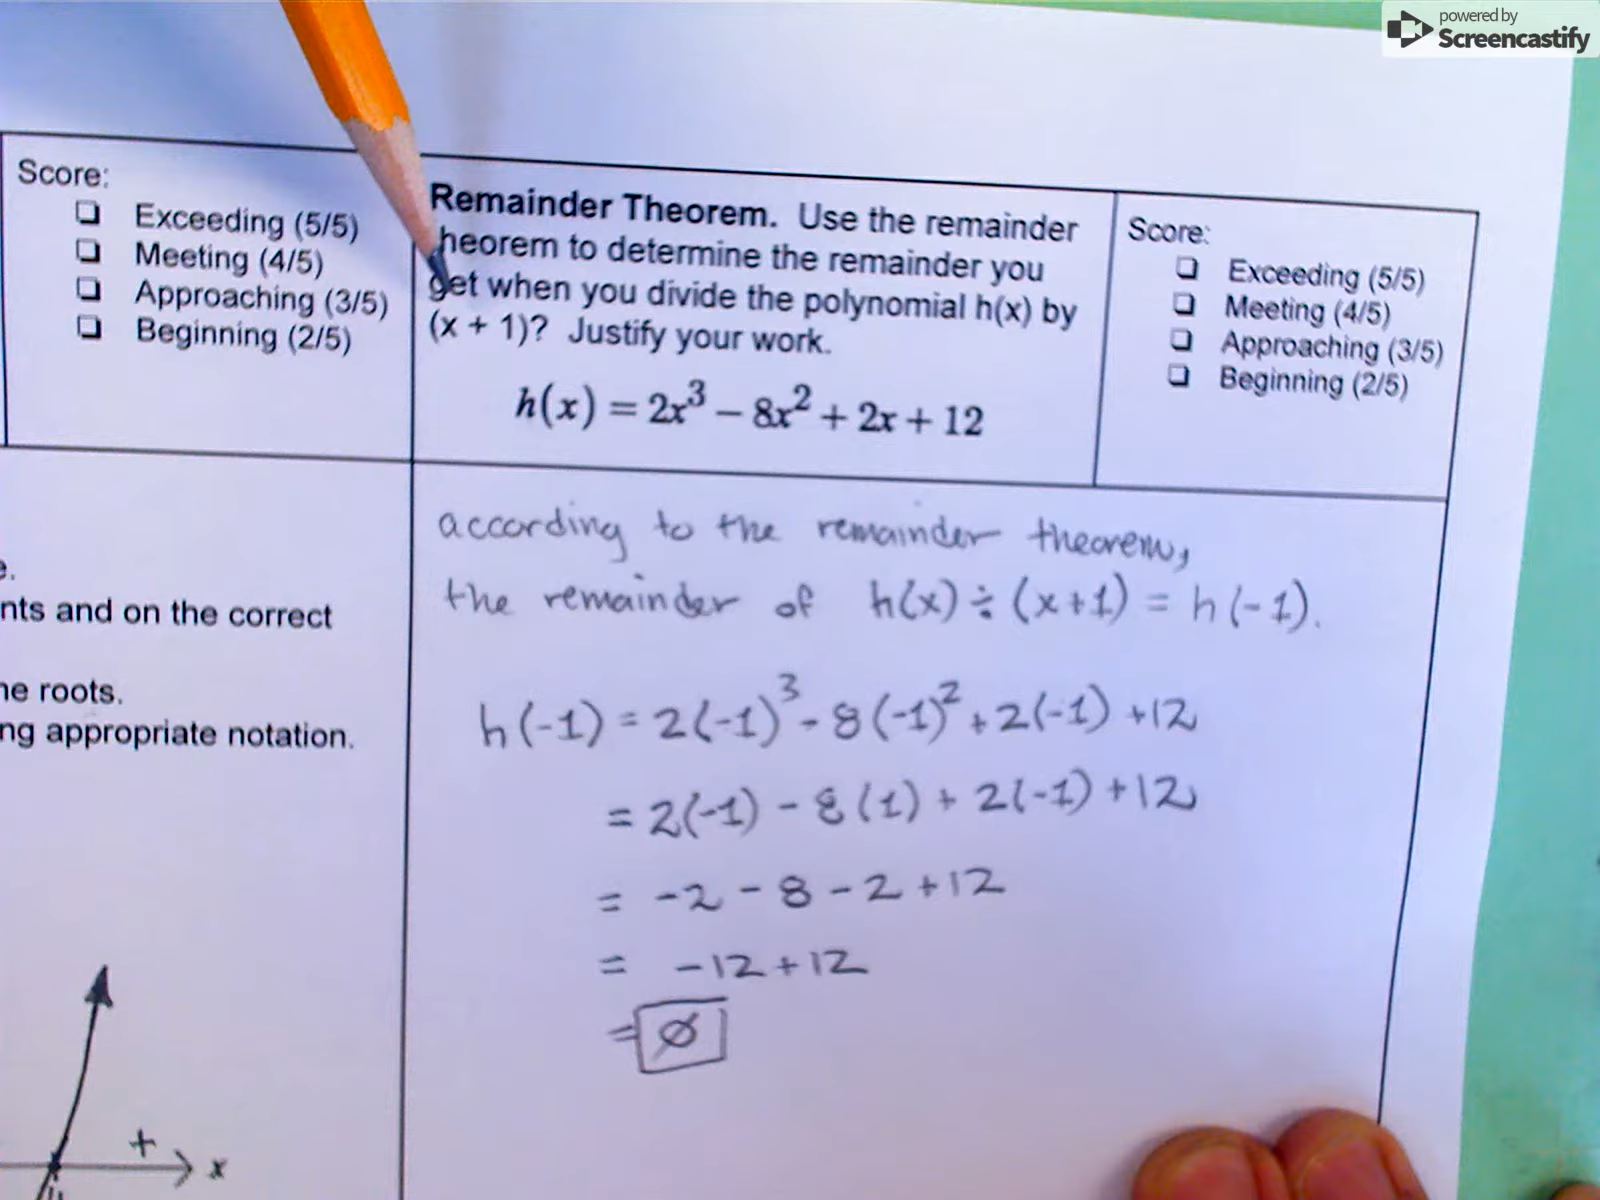 powered by
Screencastify
Score:
Exceeding (5/5)
Meeting (4/5)
Approaching (3/5)
Beginning (2/5)
Remainder Theorem. Use the remainder
heorem to determine the remainder you
get when you divide the polynomial h(x) by
(x + 1)? Justify your work.
h(x) = 2x³ − 8x² + 2x + 12
Score:
Exceeding (5/5)
Meeting (4/5)
Approaching (3/5)
Beginning (2/5)
e.
nts and on the correct
he roots.
ng appropriate notation.
+
x
according to the remainder theorem,
the remainder of h(x) ÷ (x+1) = h(-1).
h(-1) = 2(-1)³ - 8(-1)² + 2(-1) + 12
= 2(-1) - 8(1) + 2(-1) + 12
= -2 - 8 - 2 + 12
= -12 + 12
= Ø